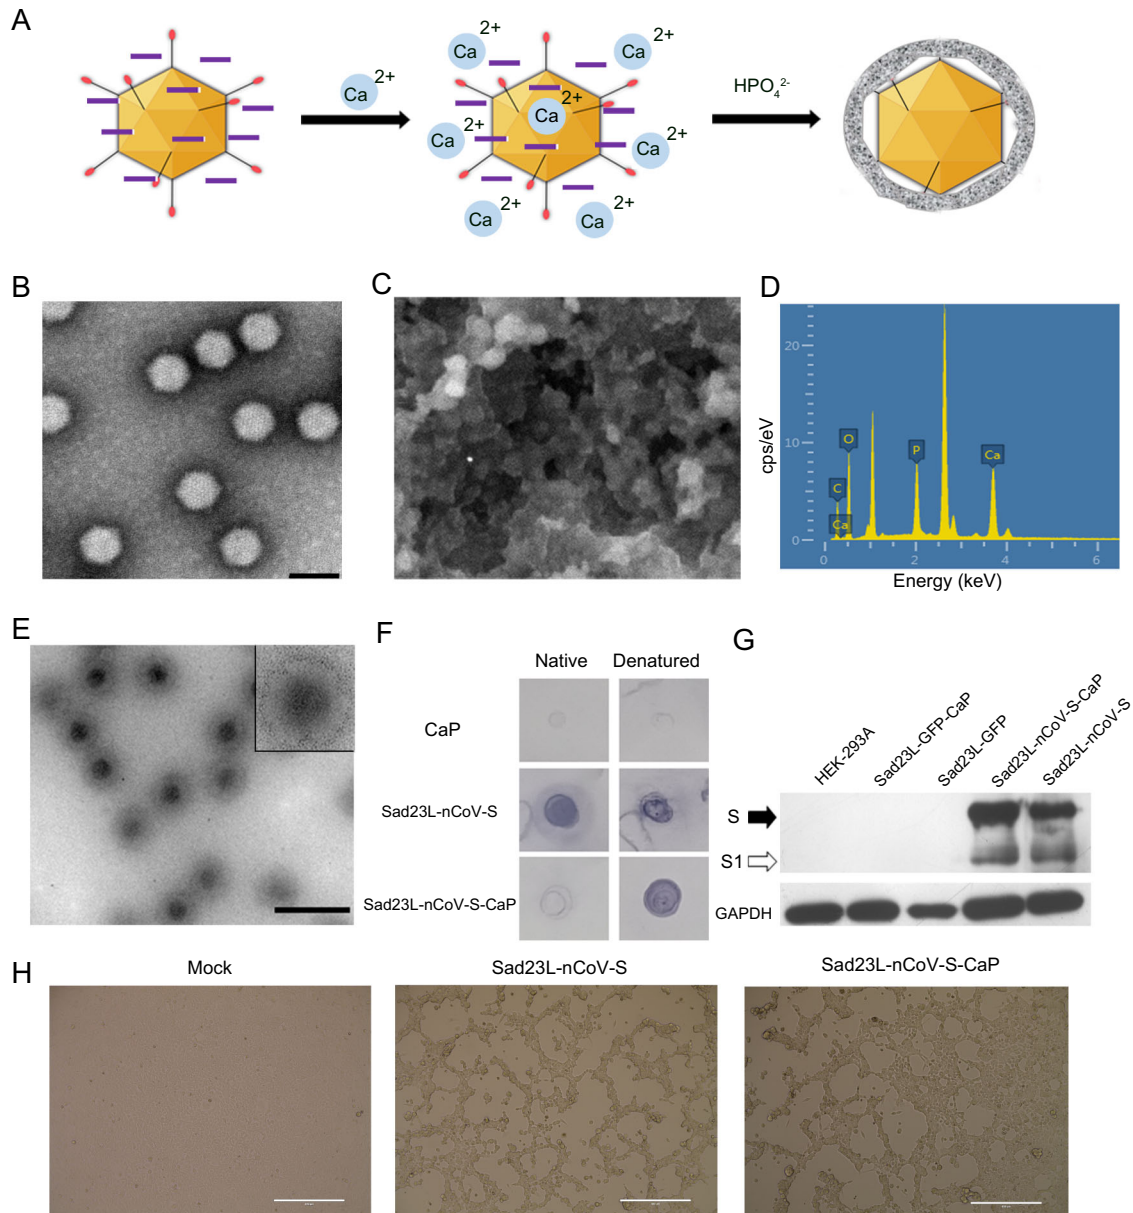 A
Ca 2+
Ca 2+
Ca 2+
Ca 2+
Ca 2+
Ca 2+
Ca 2+
Ca 2+
HPO₄²⁻
B
C
D
cps/eV
20
10
0
C
Ca
O
P
Ca
0
2
4
6
Energy (keV)
E
F
Native
Denatured
CaP
Sad23L-nCoV-S
Sad23L-nCoV-S-CaP
G
HEK-293A
Sad23L-GFP-CaP
Sad23L-GFP
Sad23L-nCoV-S-CaP
Sad23L-nCoV-S
S
S1
GAPDH
H
Mock
Sad23L-nCoV-S
Sad23L-nCoV-S-CaP